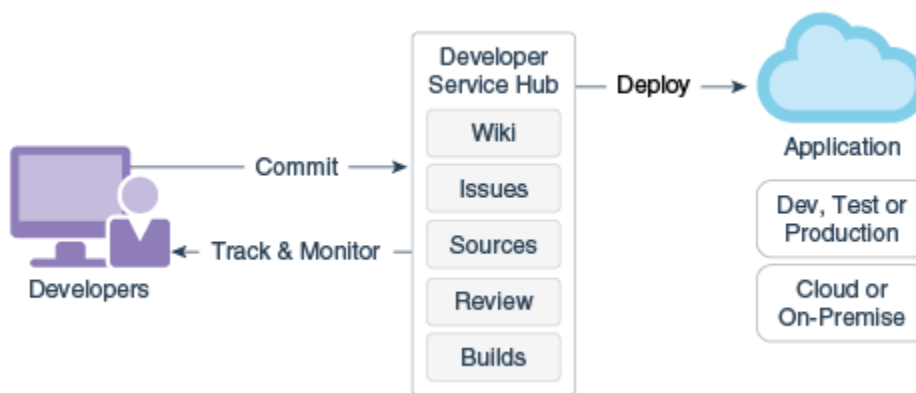 Developer
Service Hub
Wiki
Issues
Sources
Review
Builds
Commit
Track & Monitor
Developers
Deploy
Application
Dev, Test or
Production
Cloud or
On-Premise